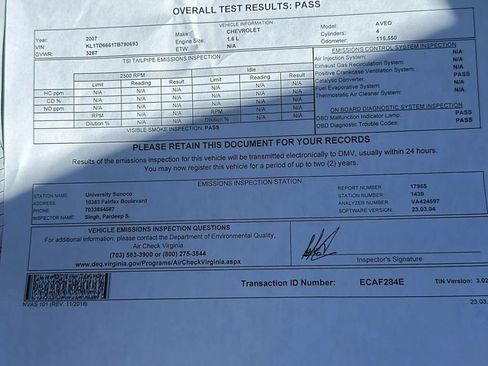 OVERALL TEST RESULTS: PASS
VEHICLE INFORMATION
Year: 2007 Make: CHEVROLET Model: AVEO
VIN: KL1TD66617B790693 Engine Size: 1.6 L Cylinders: 4
GVWR: 3287 ETW: N/A Odometer: 115,550
TSI TAILPIPE EMISSIONS INSPECTION
2500 RPM Idle
Limit Reading Result Limit Reading Result
HC ppm N/A N/A N/A N/A N/A N/A
CO % N/A N/A N/A N/A N/A N/A
NO ppm N/A N/A N/A N/A N/A N/A
RPM N/A RPM N/A
Dilution % N/A Dilution % N/A
VISIBLE SMOKE INSPECTION: PASS
EMISSIONS CONTROL SYSTEM INSPECTION
Air Injection System: N/A
Exhaust Gas Recirculation System: N/A
Positive Crankcase Ventilation System: PASS
Catalytic Converter: PASS
Fuel Evaporative System: N/A
Thermostatic Air Cleaner System: N/A
ON BOARD DIAGNOSTIC SYSTEM INSPECTION
OBD Malfunction Indicator Lamp: PASS
OBD Diagnostic Trouble Codes: PASS
PLEASE RETAIN THIS DOCUMENT FOR YOUR RECORDS
Results of the emissions inspection for this vehicle will be transmitted electronically to DMV, usually within 24 hours.
You may now register this vehicle for a period of up to two (2) years.
EMISSIONS INSPECTION STATION
STATION NAME: University Sunoco REPORT NUMBER 17965
ADDRESS: 10383 Fairfax Boulevard STATION NUMBER 1439
PHONE: 7033854587 ANALYZER NUMBER VA424597
INSPECTOR NAME: Singh, Pardeep S. SOFTWARE VERSION: 23.03.04
VEHICLE EMISSIONS INSPECTION QUESTIONS
For additional information, please contact the Department of Environmental Quality,
Air Check Virginia
(703) 583-3900 or (800) 275-3844
www.deq.virginia.gov/Programs/AirCheckVirginia.aspx
Inspector's Signature
Transaction ID Number: ECAF284E TIN Version: 3.02
NVAS 101 (REV. 11/2018) 23.03.